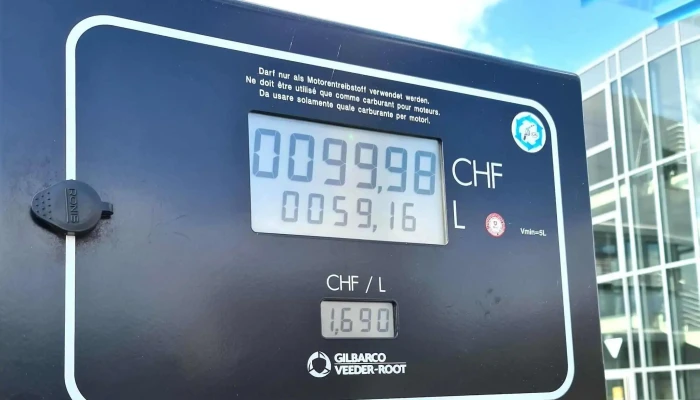 Darf nur als Motorentreibstoff verwendet werden.
Ne doit être utilisé que comme carburant pour moteurs.
Da usare solamente quale carburante per motori.
0099,98 CHF
0059,16 L
Vmin=5L
CHF / L
1,690
GILBARCO
VEEDER-ROOT